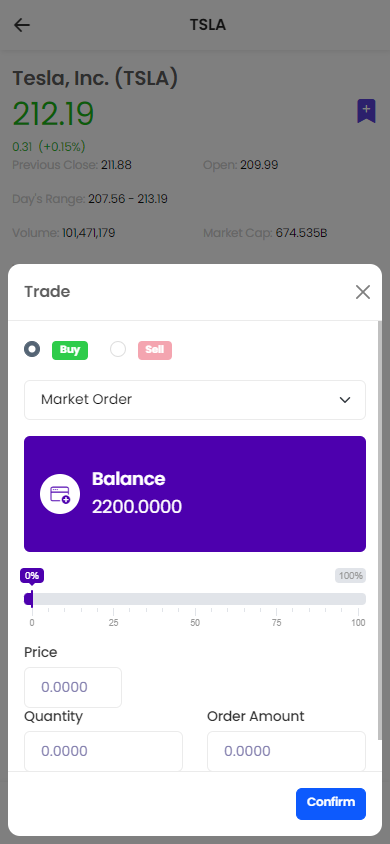 TSLA
Tesla, Inc. (TSLA)
212.19
0.31 (+0.15%)
Previous Close: 211.88 Open: 209.99
Day's Range: 207.56 - 213.19
Volume: 101,471,179 Market Cap: 674.535B
Trade
Buy Sell
Market Order
Balance
2200.0000
0% 100%
0 25 50 75 100
Price
0.0000
Quantity Order Amount
0.0000 0.0000
Confirm